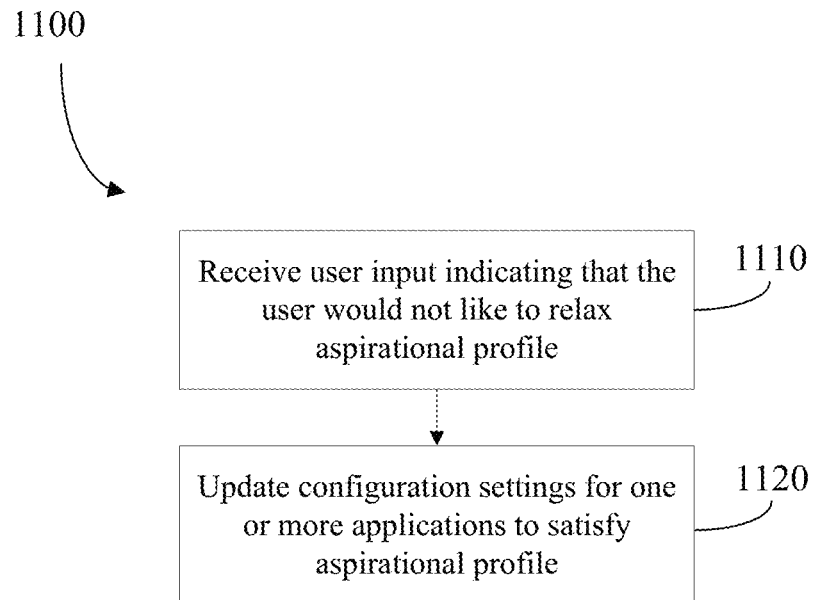 1100
Receive user input indicating that the
user would not like to relax
aspirational profile
1110
Update configuration settings for one
or more applications to satisfy
aspirational profile
1120